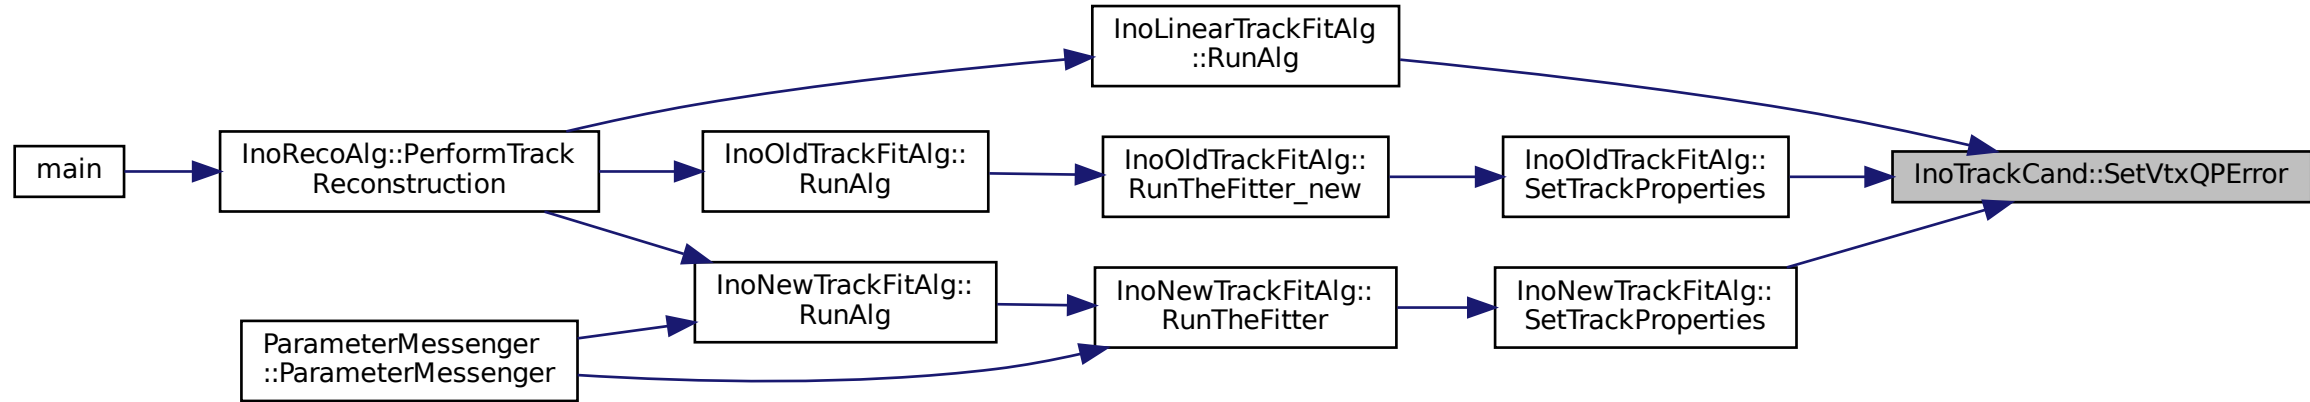 InoLinearTrackFitAlg
::RunAlg
main
InoRecoAlg::PerformTrack
Reconstruction
InoOldTrackFitAlg::
RunAlg
InoOldTrackFitAlg::
RunTheFitter_new
InoOldTrackFitAlg::
SetTrackProperties
InoTrackCand::SetVtxQPError
InoNewTrackFitAlg::
RunAlg
InoNewTrackFitAlg::
RunTheFitter
InoNewTrackFitAlg::
SetTrackProperties
ParameterMessenger
::ParameterMessenger